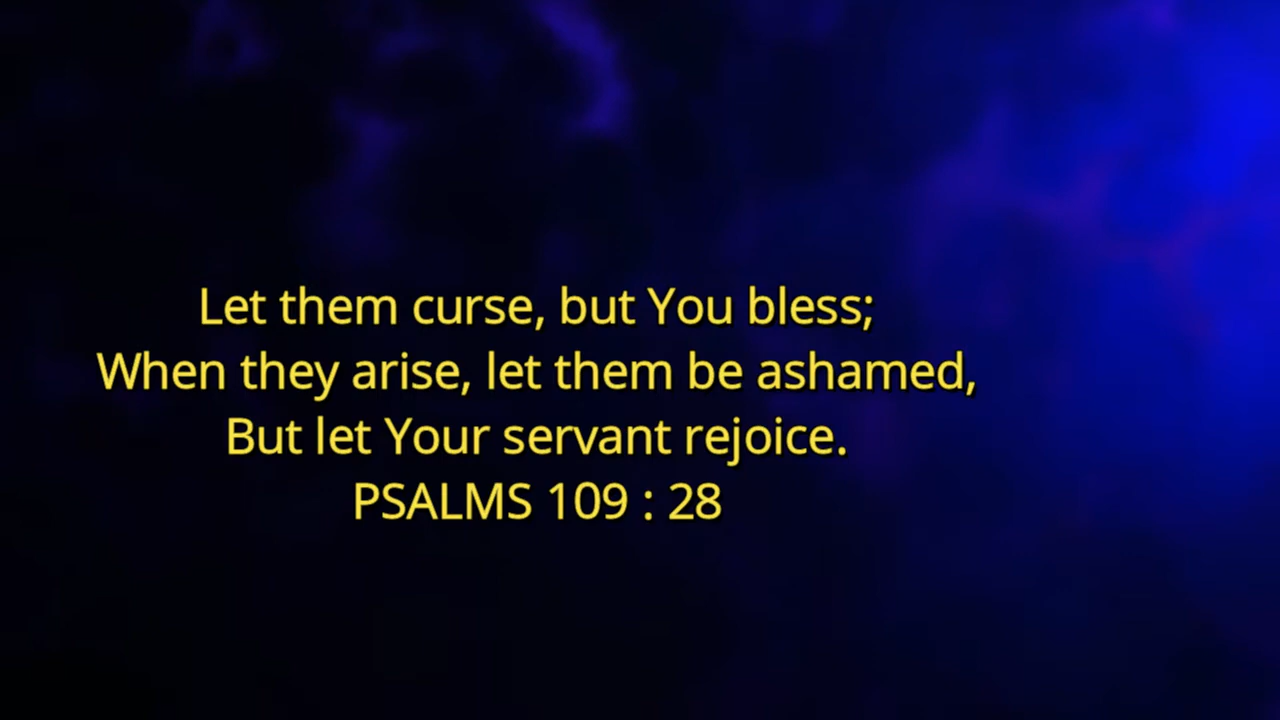 Let them curse, but You bless;
When they arise, let them be ashamed,
But let Your servant rejoice.
PSALMS 109 : 28